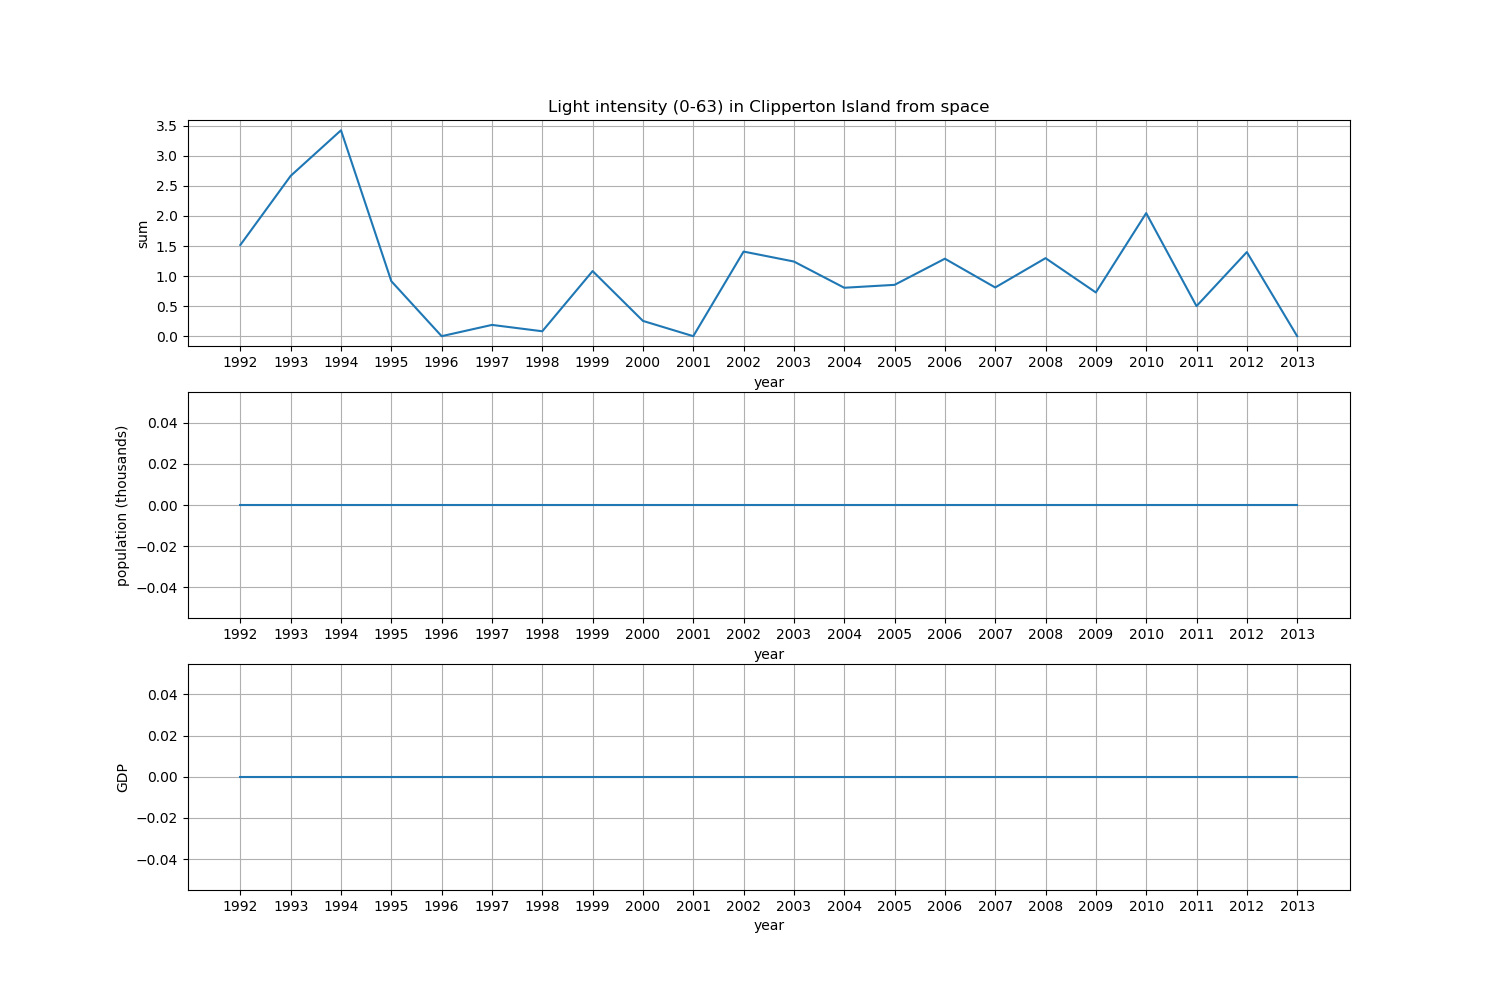 Light intensity (0-63) in Clipperton Island from space
3.5
3.0
2.5
2.0
1.5
1.0
0.5
0.0
sum
1992 1993 1994 1995 1996 1997 1998 1999 2000 2001 2002 2003 2004 2005 2006 2007 2008 2009 2010 2011 2012 2013
year
0.04
0.02
0.00
−0.02
−0.04
population (thousands)
1992 1993 1994 1995 1996 1997 1998 1999 2000 2001 2002 2003 2004 2005 2006 2007 2008 2009 2010 2011 2012 2013
year
0.04
0.02
0.00
−0.02
−0.04
GDP
1992 1993 1994 1995 1996 1997 1998 1999 2000 2001 2002 2003 2004 2005 2006 2007 2008 2009 2010 2011 2012 2013
year